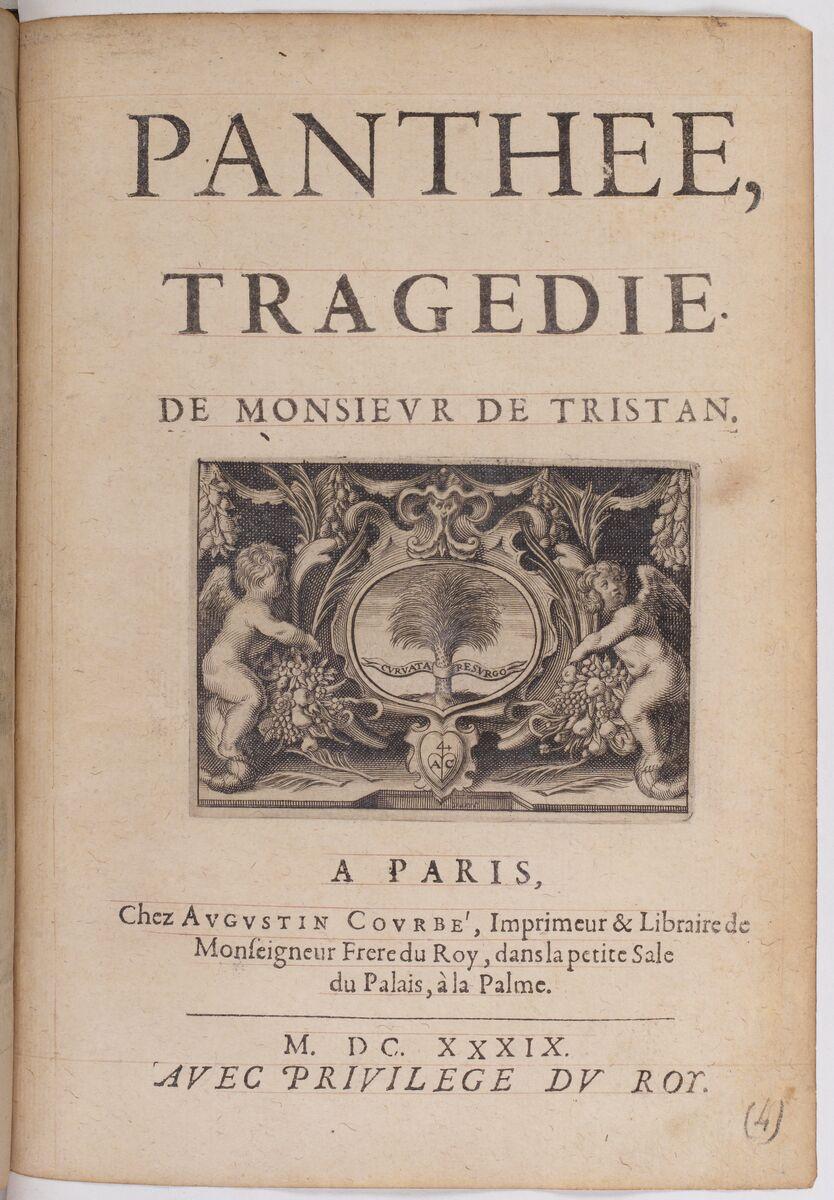 PANTHEE,
TRAGEDIE.
DE MONSIEVR DE TRISTAN.
CVRVATA RESVRGO
4
A C
A PARIS,
Chez AVGVSTIN COVRBE', Imprimeur & Libraire de
Monſeigneur Frere du Roy, dans la petite Sale
du Palais, à la Palme.
M. DC. XXXIX.
AVEC PRIVILEGE DV ROY.
(4)